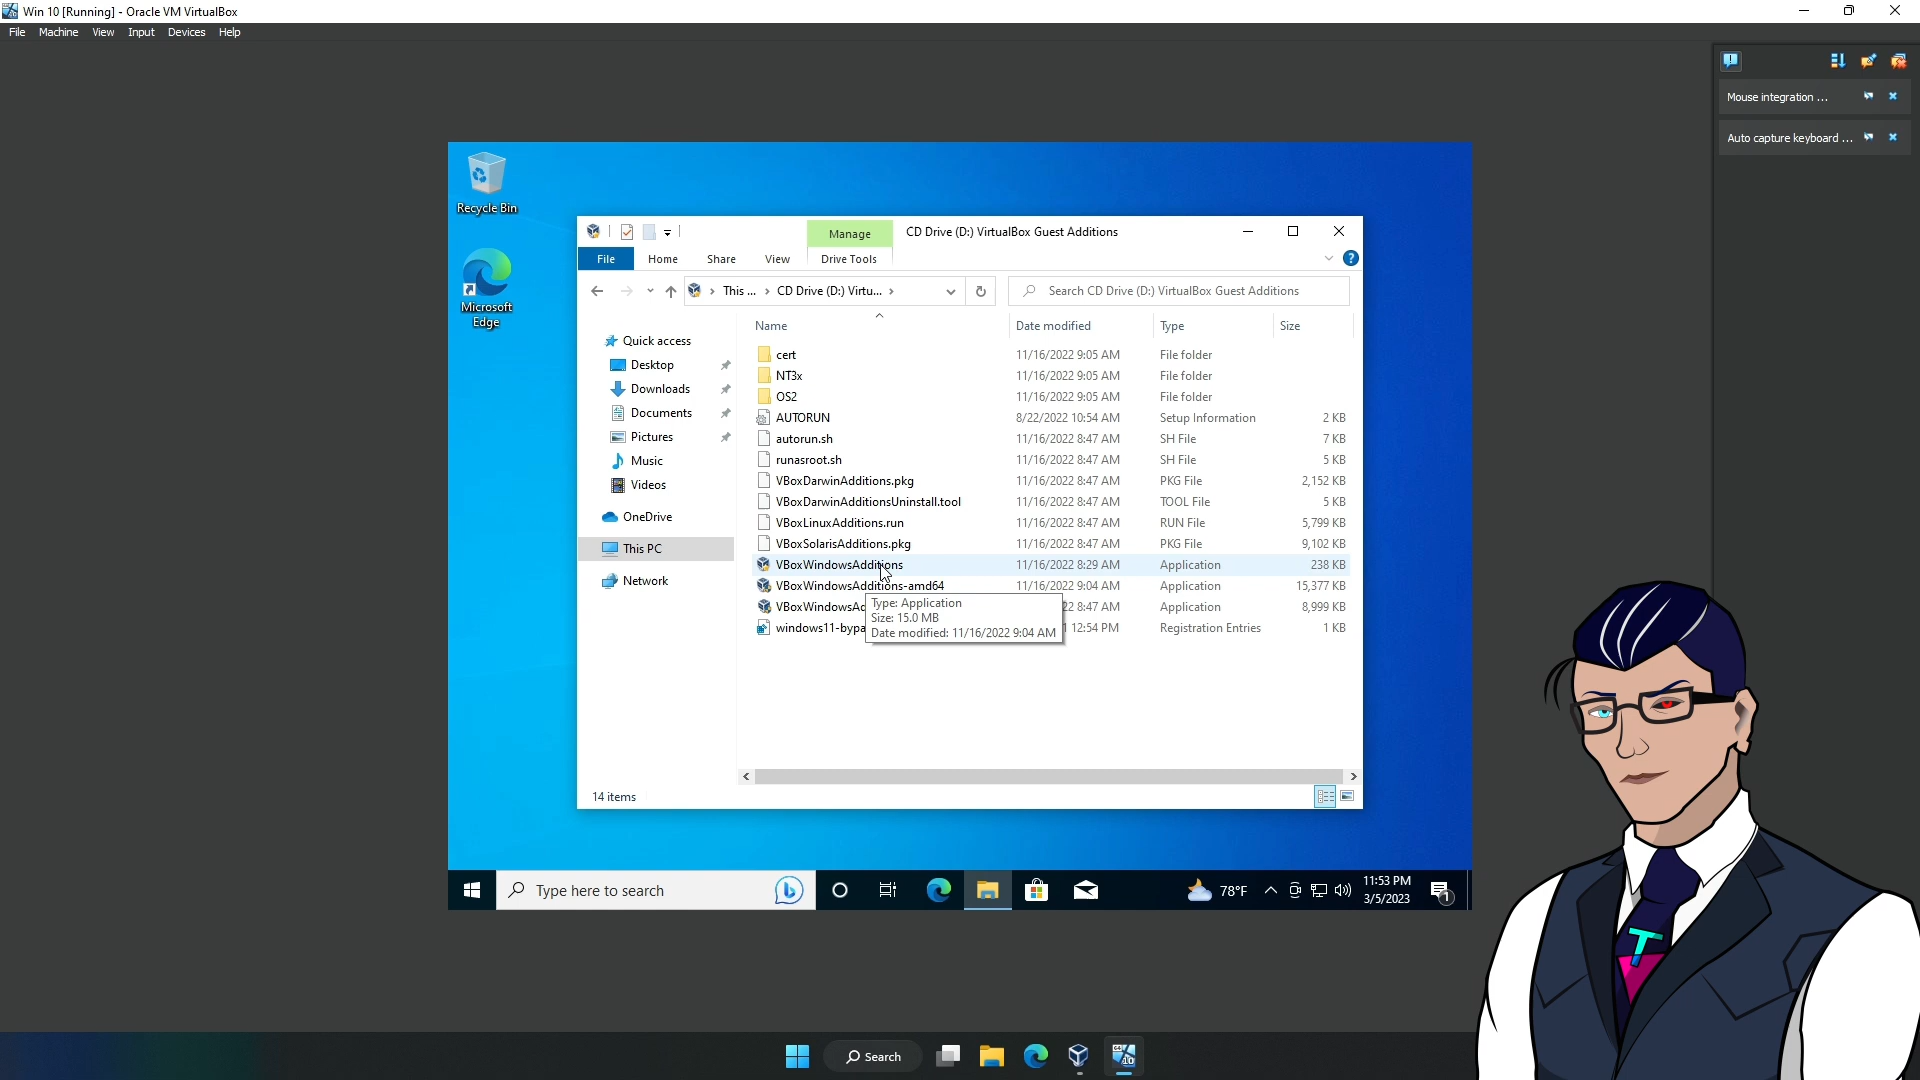 Win 10 [Running] - Oracle VM VirtualBox
File Machine View Input Devices Help
Mouse integration ...
Auto capture keyboard ...
Recycle Bin
Microsoft
Edge
Manage
CD Drive (D:) VirtualBox Guest Additions
File Home Share View Drive Tools
This ... CD Drive (D:) Virtu...
Search CD Drive (D:) VirtualBox Guest Additions
Name Date modified Type Size
Quick access
Desktop
Downloads
Documents
Pictures
Music
Videos
OneDrive
This PC
Network
cert 11/16/2022 9:05 AM File folder
NT3x 11/16/2022 9:05 AM File folder
OS2 11/16/2022 9:05 AM File folder
AUTORUN 8/22/2022 10:54 AM Setup Information 2 KB
autorun.sh 11/16/2022 8:47 AM SH File 7 KB
runasroot.sh 11/16/2022 8:47 AM SH File 5 KB
VBoxDarwinAdditions.pkg 11/16/2022 8:47 AM PKG File 2,152 KB
VBoxDarwinAdditionsUninstall.tool 11/16/2022 8:47 AM TOOL File 5 KB
VBoxLinuxAdditions.run 11/16/2022 8:47 AM RUN File 5,799 KB
VBoxSolarisAdditions.pkg 11/16/2022 8:47 AM PKG File 9,102 KB
VBoxWindowsAdditions 11/16/2022 8:29 AM Application 238 KB
VBoxWindowsAdditions-amd64 11/16/2022 9:04 AM Application 15,377 KB
VBoxWindowsAd 22 8:47 AM Application 8,999 KB
windows11-bypa 12:54 PM Registration Entries 1 KB
Type: Application
Size: 15.0 MB
Date modified: 11/16/2022 9:04 AM
14 items
Type here to search
78°F
11:53 PM
3/5/2023
1
T
Search
64
10